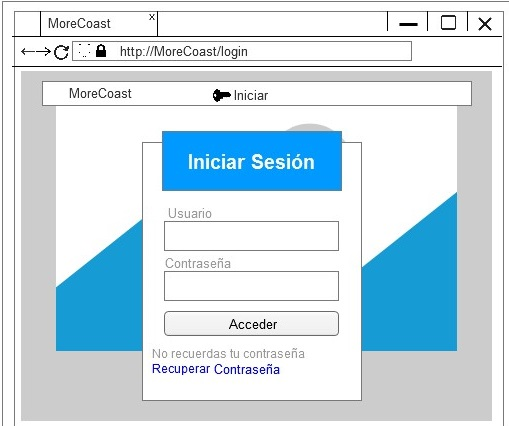 MoreCoast x
http://MoreCoast/login
MoreCoast Iniciar
Iniciar Sesión
Usuario
Contraseña
Acceder
No recuerdas tu contraseña
Recuperar Contraseña